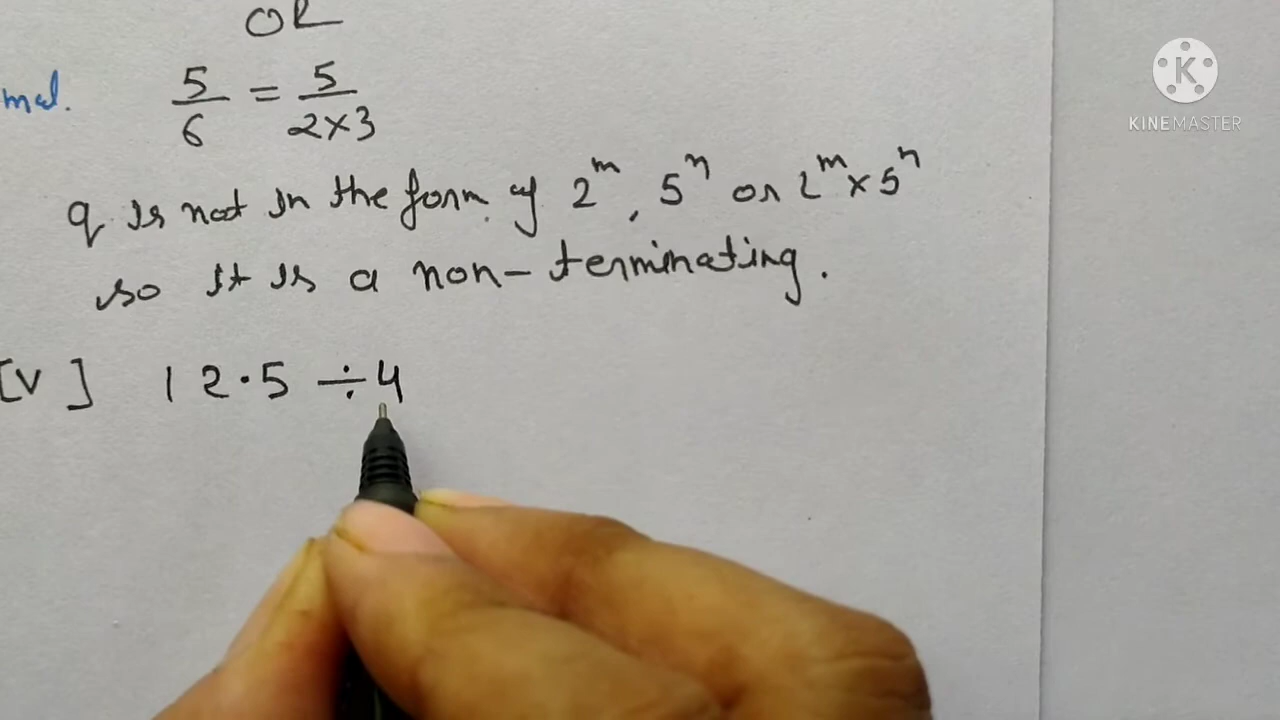 OR
mal. 5/6 = 5/2×3
K
KINEMASTER
q is not in the form of 2^m, 5^n or 2^m × 5^n
so it is a non-terminating.
[V] 12.5 ÷ 4